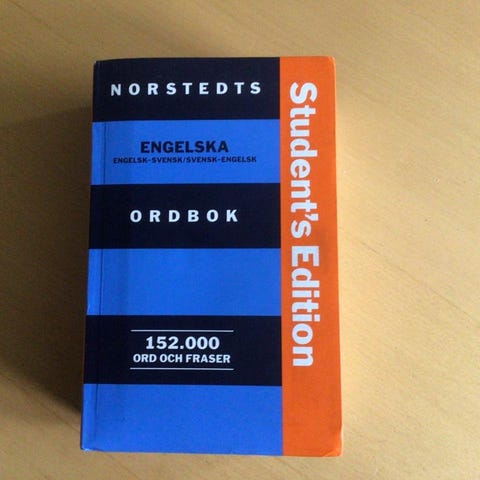 NORSTEDTS
ENGELSKA
ENGELSK–SVENSK/SVENSK–ENGELSK
ORDBOK
152.000
ORD OCH FRASER
Student's Edition